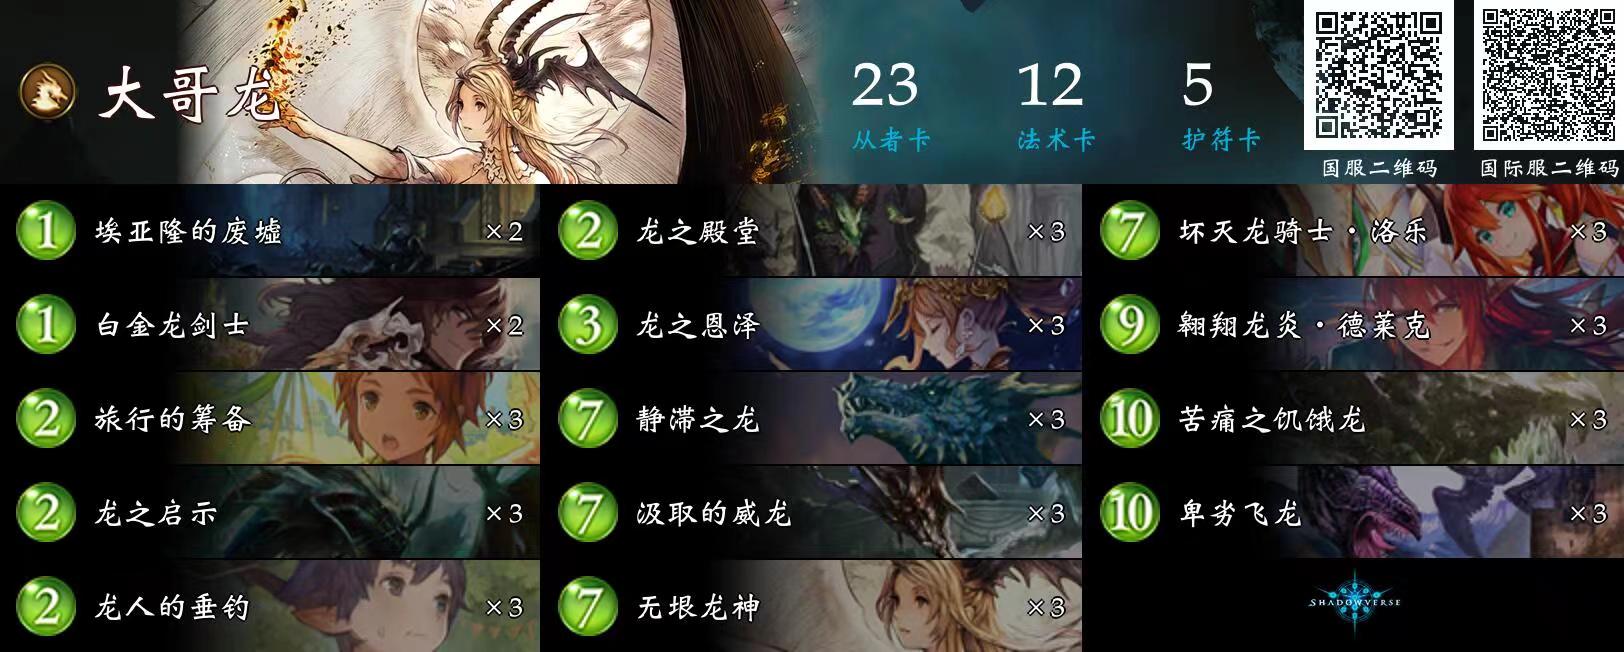 大哥龙
23 12 5
从者卡 法术卡 护符卡
国服二维码 国际服二维码
1 埃亚隆的废墟 ×2
1 白金龙剑士 ×2
2 旅行的筹备 ×3
2 龙之启示 ×3
2 龙人的垂钓 ×3
2 龙之殿堂 ×3
3 龙之恩泽 ×3
7 静滞之龙 ×3
7 汲取的威龙 ×3
7 无垠龙神 ×3
7 坏灭龙骑士·洛乐 ×3
9 翱翔龙炎·德莱克 ×3
10 苦痛之饥饿龙 ×3
10 卑劣飞龙 ×3
SHADOWVERSE